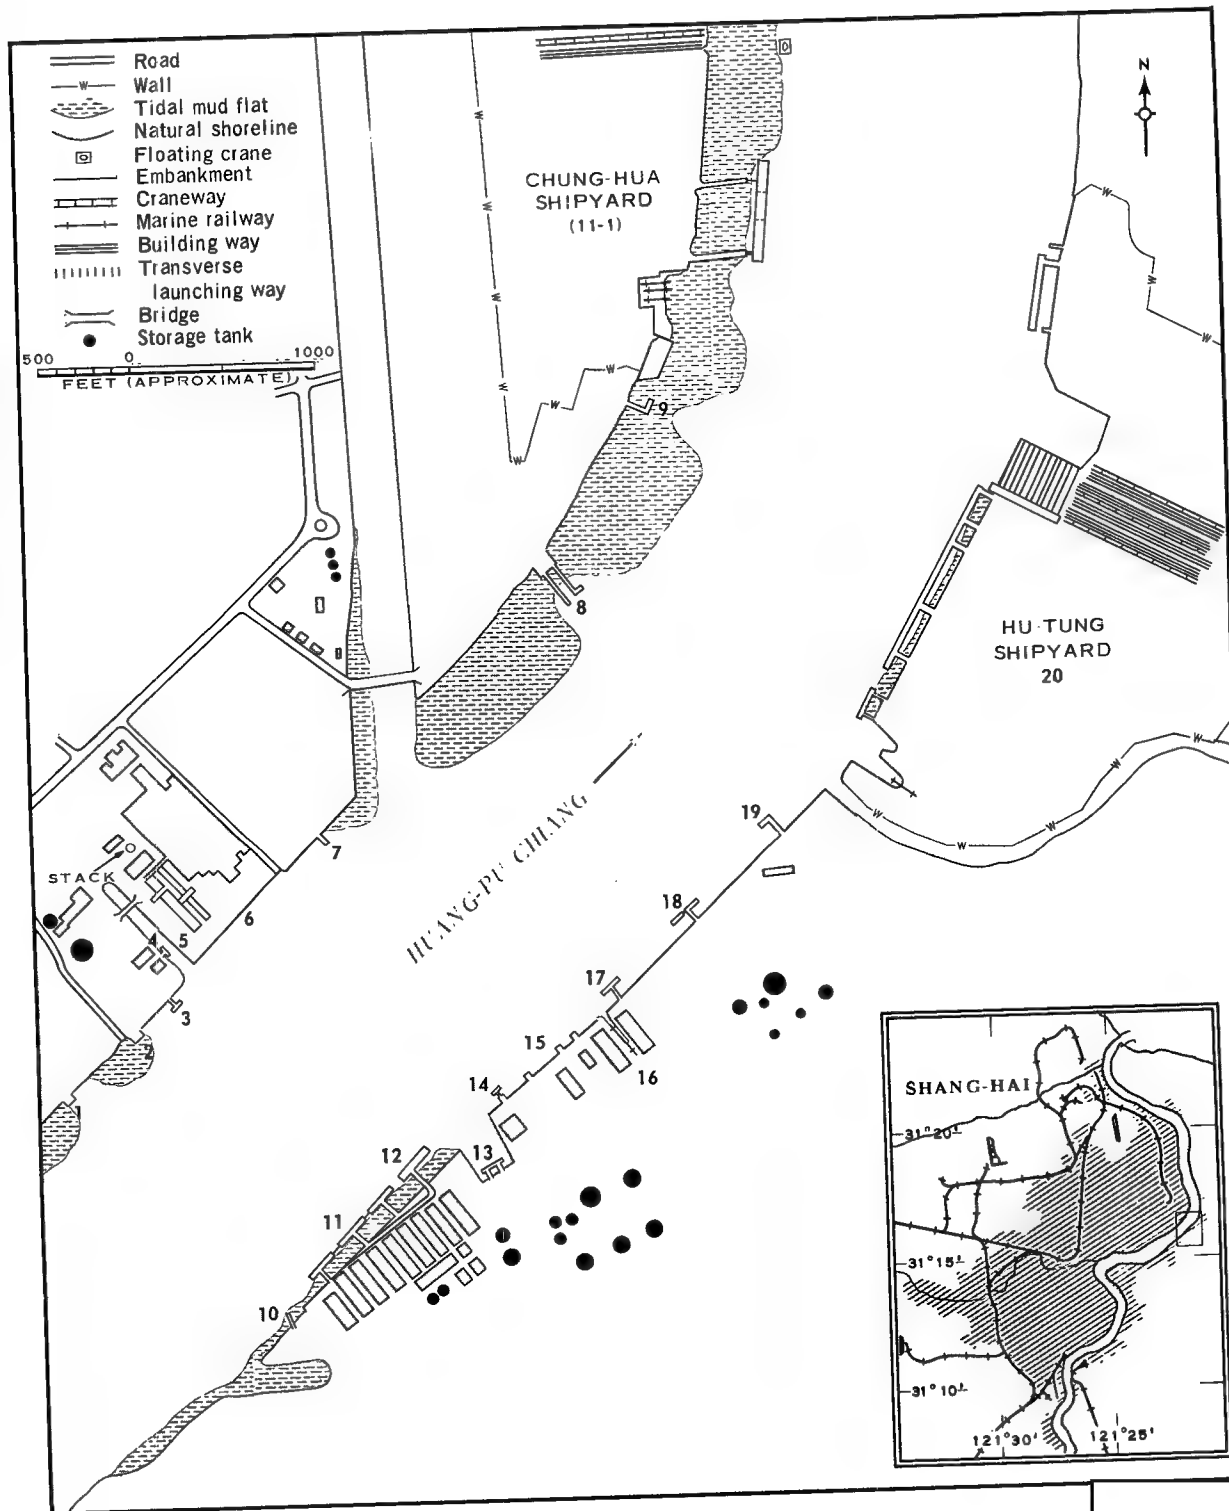 Road
Wall
Tidal mud flat
Natural shoreline
Floating crane
Embankment
Craneway
Marine railway
Building way
Transverse
launching way
Bridge
Storage tank
500 0 1000
FEET (APPROXIMATE)
N
CHUNG-HUA
SHIPYARD
(11-1)
W
W
W
W
W
W
W
W
W
W
9
8
HU-TUNG
SHIPYARD
20
W
W
W
W
W
HUANG-PU CHIANG
19
7
STACK
18
6
5
4
17
3
15
16
2
14
1
13
12
11
10
SHANG-HAI
31°20'
31°15'
31°10'
121°30'
121°25'